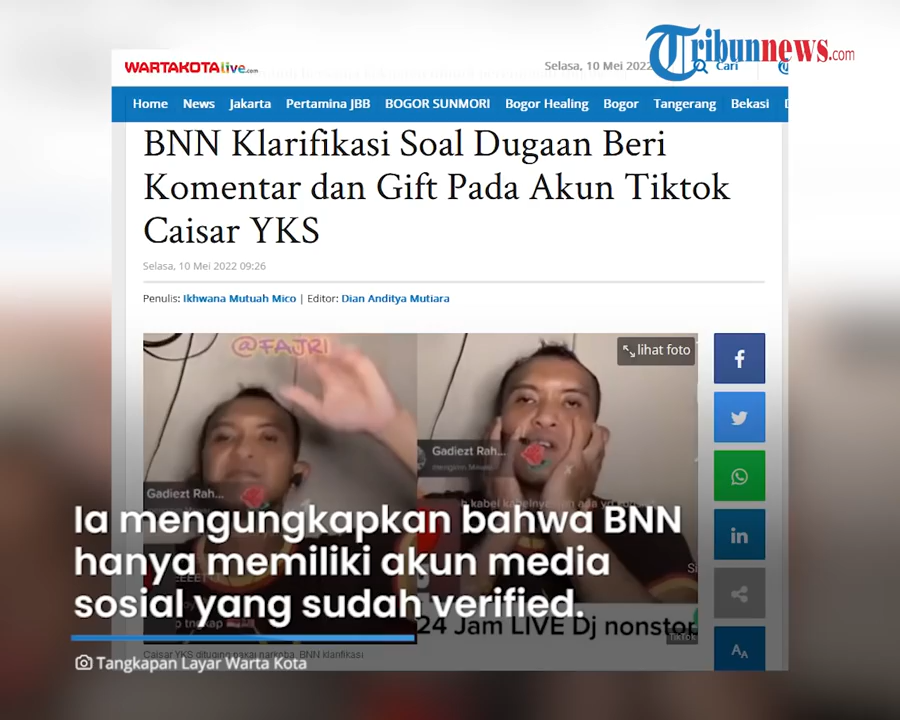 Tribunnews.com
WARTAKOTAlive.com
Selasa, 10 Mei 2022
Cari
Home News Jakarta Pertamina JBB BOGOR SUNMORI Bogor Healing Bogor Tangerang Bekasi
BNN Klarifikasi Soal Dugaan Beri
Komentar dan Gift Pada Akun Tiktok
Caisar YKS
Selasa, 10 Mei 2022 09:26
Penulis: Ikhwana Mutuah Mico | Editor: Dian Anditya Mutiara
@FAJRI
lihat foto
Gadiezt Rah...
Gadiezt Rah...
Ia mengungkapkan bahwa BNN
hanya memiliki akun media
sosial yang sudah verified.
24 Jam LIVE Dj nonstop
TikTok
Caisar YKS dituding pakai narkoba, BNN klarifikasi
Tangkapan Layar Warta Kota
AA